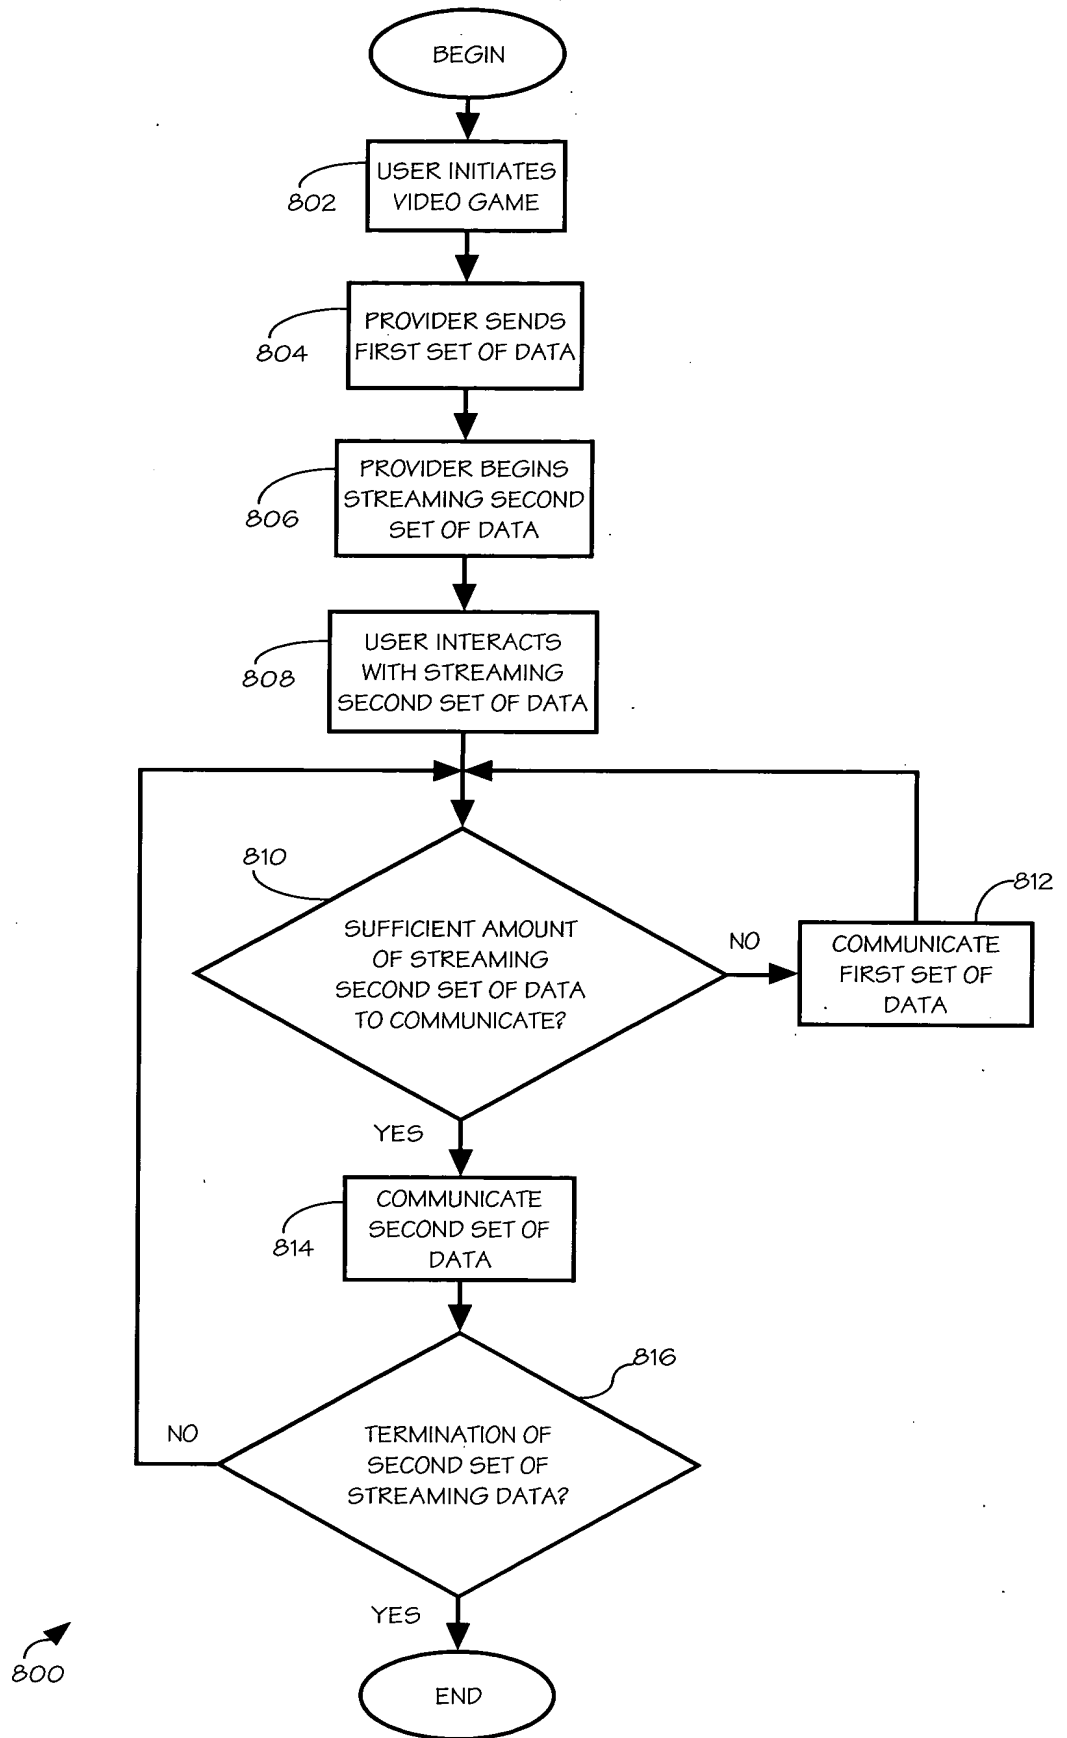 BEGIN
USER INITIATES
VIDEO GAME
802
PROVIDER SENDS
FIRST SET OF DATA
804
PROVIDER BEGINS
STREAMING SECOND
SET OF DATA
806
USER INTERACTS
WITH STREAMING
SECOND SET OF DATA
808
810
SUFFICIENT AMOUNT
OF STREAMING
SECOND SET OF DATA
TO COMMUNICATE?
NO
812
COMMUNICATE
FIRST SET OF
DATA
YES
COMMUNICATE
SECOND SET OF
DATA
814
816
TERMINATION OF
SECOND SET OF
STREAMING DATA?
NO
YES
END
800